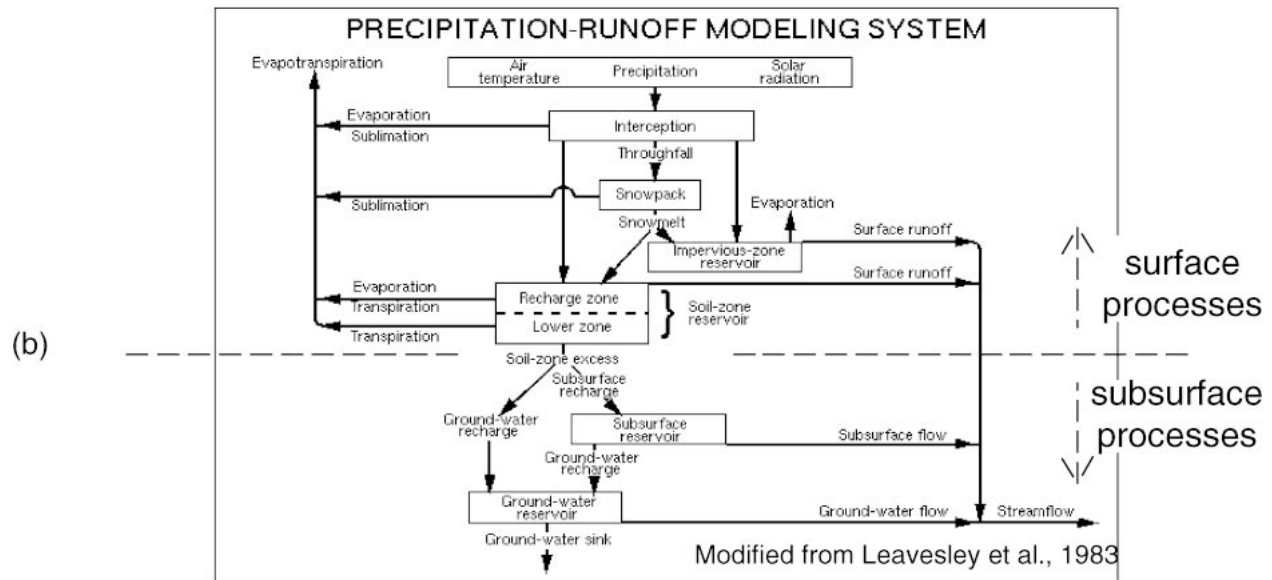 PRECIPITATION-RUNOFF MODELING SYSTEM
Evapotranspiration
Air
temperature
Precipitation
Solar
radiation
Evaporation
Sublimation
Interception
Throughfall
Sublimation
Snowpack
Snowmelt
Evaporation
Impervious-zone
reservoir
Surface runoff
Surface runoff
surface
processes
Evaporation
Transpiration
Transpiration
Recharge zone
Lower zone
Soil-zone
reservoir
(b)
Soil-zone excess
Subsurface
recharge
Ground-water
recharge
Subsurface
reservoir
Subsurface flow
subsurface
processes
Ground-water
recharge
Ground-water
reservoir
Ground-water flow
Streamflow
Ground-water sink
Modified from Leavesley et al., 1983